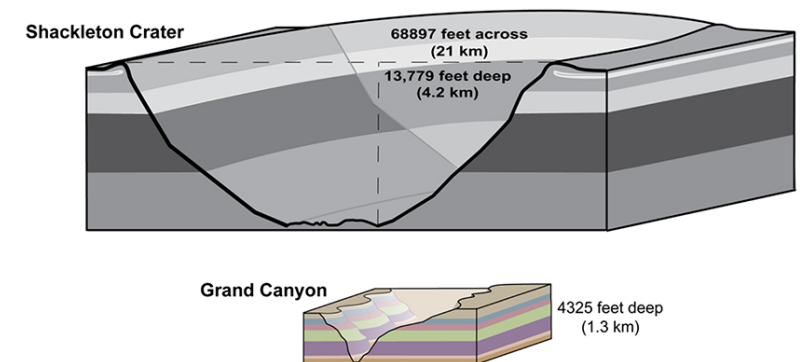 Shackleton Crater
68897 feet across
(21 km)
13,779 feet deep
(4.2 km)
Grand Canyon
4325 feet deep
(1.3 km)